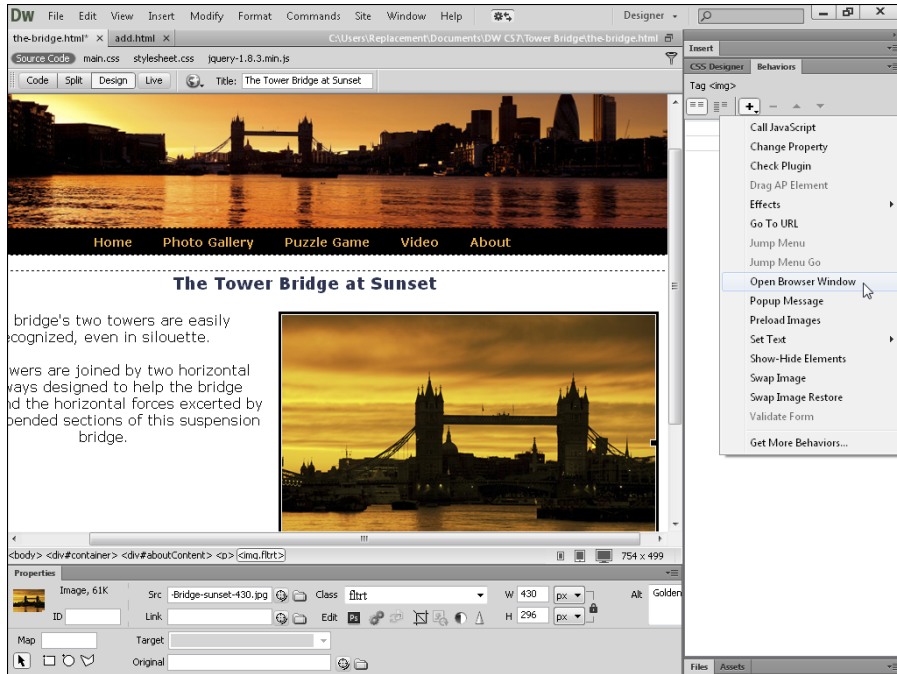 DW File Edit View Insert Modify Format Commands Site Window Help Designer
the-bridge.html* × add.html × C:\Users\Replacement\Documents\DW CS7\Tower Bridge\the-bridge.html
Source Code main.css stylesheet.css jquery-1.8.3.min.js
Code Split Design Live Title: The Tower Bridge at Sunset
Home Photo Gallery Puzzle Game Video About
The Tower Bridge at Sunset
bridge's two towers are easily
ecognized, even in silouette.
wers are joined by two horizontal
ways designed to help the bridge
nd the horizontal forces excerted by
pended sections of this suspension
bridge.
<body> <div#container> <div#aboutContent> <p> <img.fltrt> 754 x 499
Properties
Image, 61K Src -Bridge-sunset-430.jpg Class fltrt W 430 px Alt Golden
ID Link Edit Ps H 296 px
Map Target
Original
Insert
CSS Designer Behaviors
Tag <img>
Call JavaScript
Change Property
Check Plugin
Drag AP Element
Effects
Go To URL
Jump Menu
Jump Menu Go
Open Browser Window
Popup Message
Preload Images
Set Text
Show-Hide Elements
Swap Image
Swap Image Restore
Validate Form
Get More Behaviors...
Files Assets